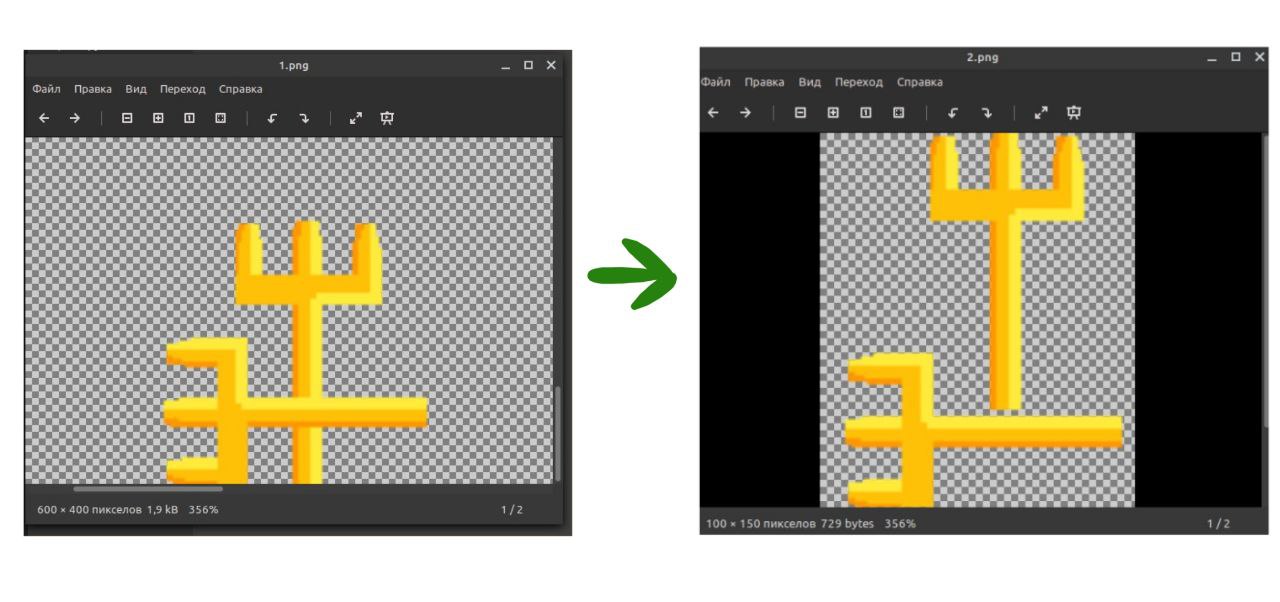 1.png
Файл Правка Вид Переход Справка
600 × 400 пикселов 1,9 kB 356%
1 / 2
2.png
Файл Правка Вид Переход Справка
100 × 150 пикселов 729 bytes 356%
1 / 2